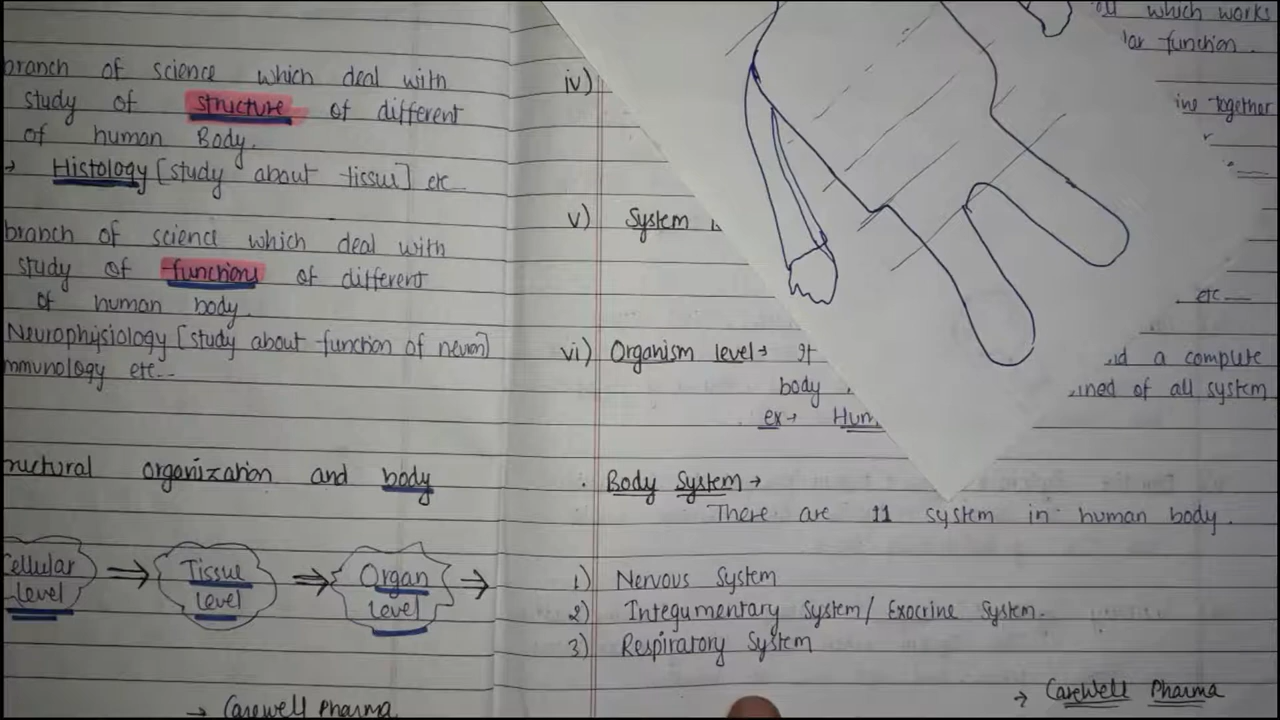 branch of science which deal with
study of structure of different
of human Body.
→ Histology [study about tissue] etc
branch of science which deal with
study of functions of different
of human body.
Neurophysiology [study about function of neuron]
mmunology etc--
ructural organization and body
Cellular Level ⇒ Tissue Level ⇒ Organ Level →
→ Carewell Pharma
which works
lar function.
iv)
ine together
v) System
etc
vi) Organism level→ It
a complete
body
ined of all system
ex→ Hum
Body System →
There are 11 system in human body.
1) Nervous System
2) Integumentary System/ Exocrine System.
3) Respiratory System
→ CareWell Pharma